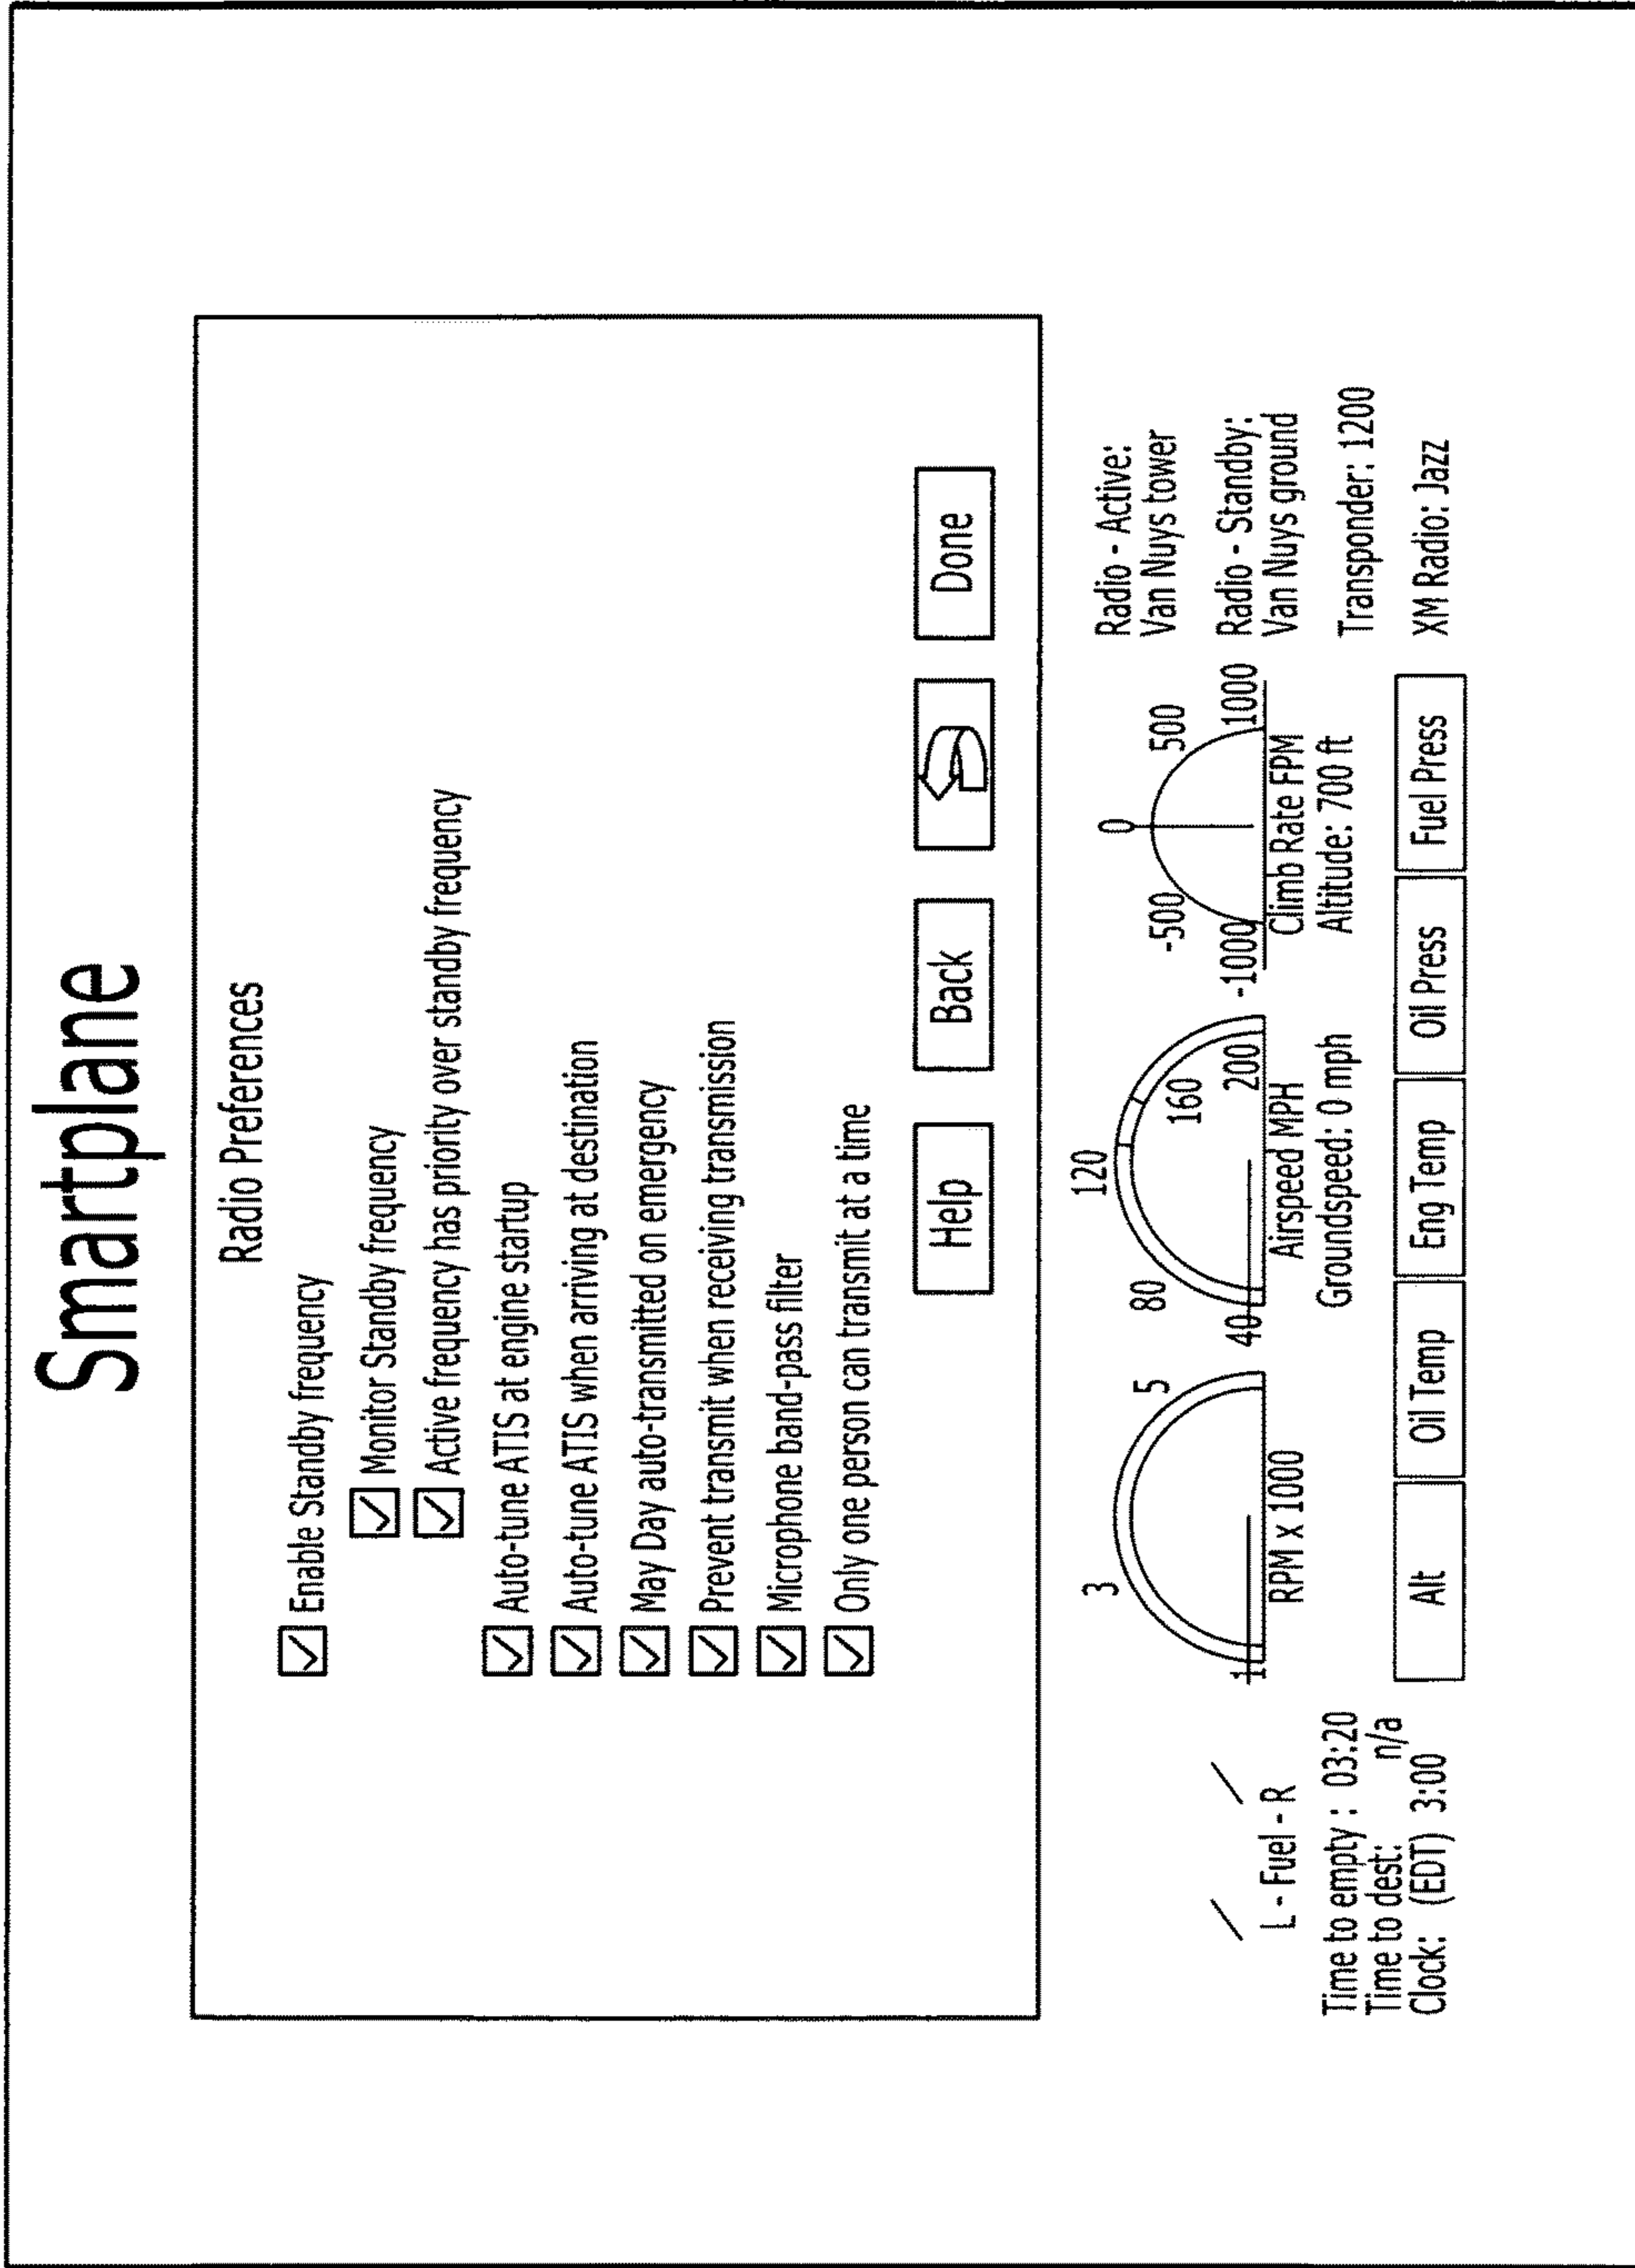 Smartplane
Radio Preferences
Enable Standby frequency
Monitor Standby frequency
Active frequency has priority over standby frequency
Auto-tune ATIS at engine startup
Auto-tune ATIS when arriving at destination
May Day auto-transmitted on emergency
Prevent transmit when receiving transmission
Microphone band-pass filter
Only one person can transmit at a time
Help Back Done
L - Fuel - R
Time to empty : 03:20
Time to dest: n/a
Clock: (EDT) 3:00
1 3 5
RPM x 1000
40 80 120 160 200
Airspeed MPH
Groundspeed: 0 mph
-1000 -500 0 500 1000
Climb Rate FPM
Altitude: 700 ft
Radio - Active:
Van Nuys tower
Radio - Standby:
Van Nuys ground
Transponder: 1200
XM Radio: Jazz
Alt Oil Temp Eng Temp Oil Press Fuel Press